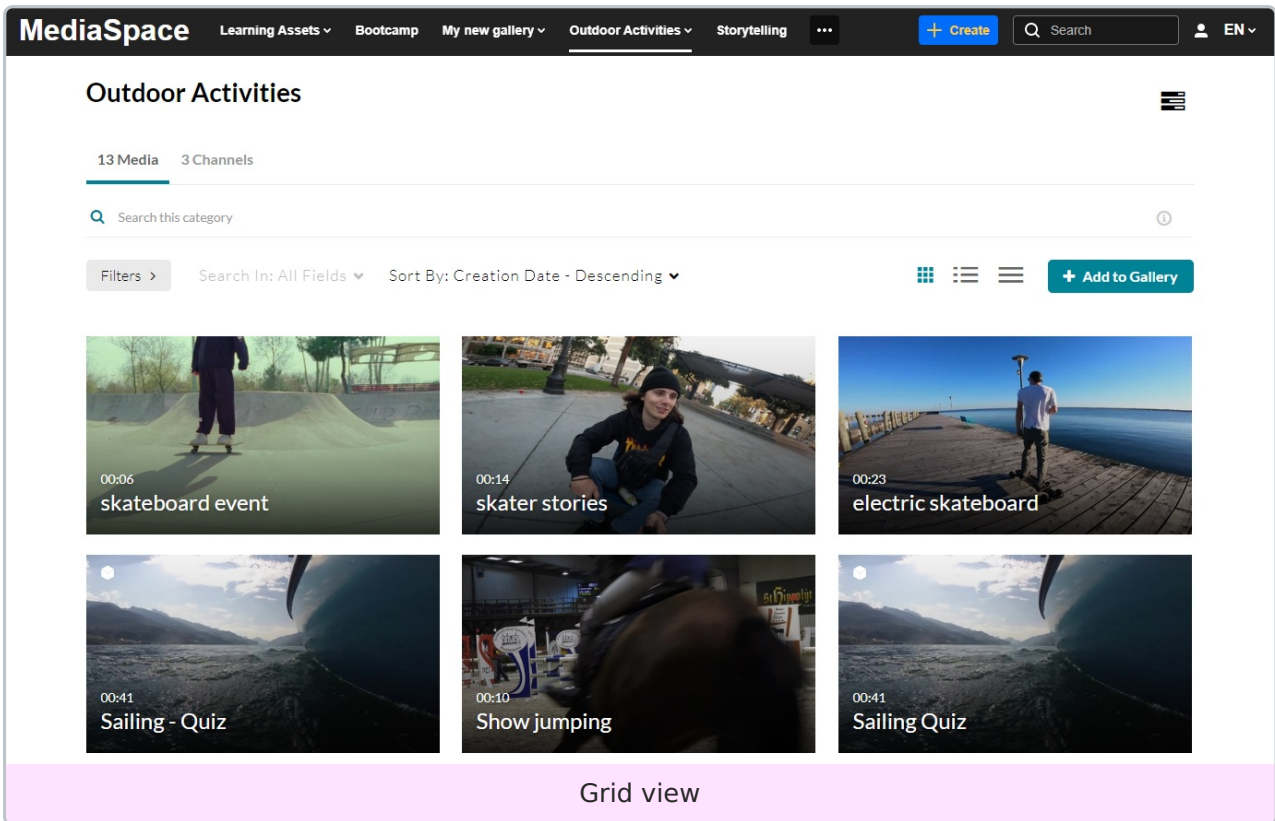 MediaSpace Learning Assets Bootcamp My new gallery Outdoor Activities Storytelling ••• + Create Search EN
Outdoor Activities
13 Media 3 Channels
Search this category
Filters > Search In: All Fields Sort By: Creation Date - Descending + Add to Gallery
00:06
skateboard event
00:14
skater stories
00:23
electric skateboard
00:41
Sailing - Quiz
St Hippolyt
00:10
Show jumping
00:41
Sailing Quiz
Grid view